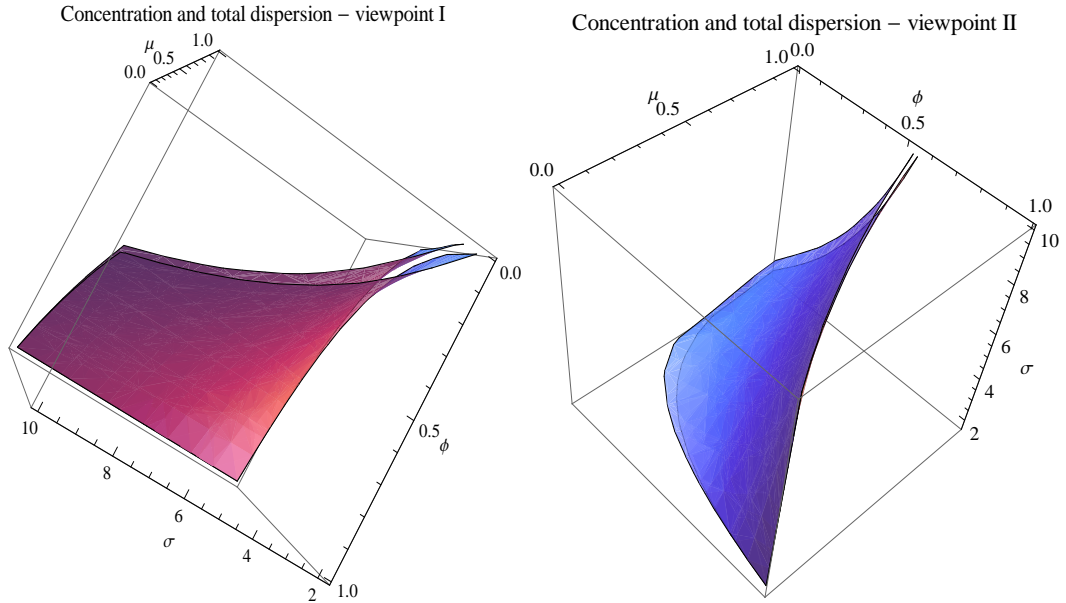 Concentration and total dispersion – viewpoint I
μ
0.0
0.5
1.0
0.0
0.5
ϕ
1.0
10
8
6
σ
4
2
Concentration and total dispersion – viewpoint II
0.0
μ
0.5
1.0
0.0
ϕ
0.5
1.0
10
8
6
σ
4
2